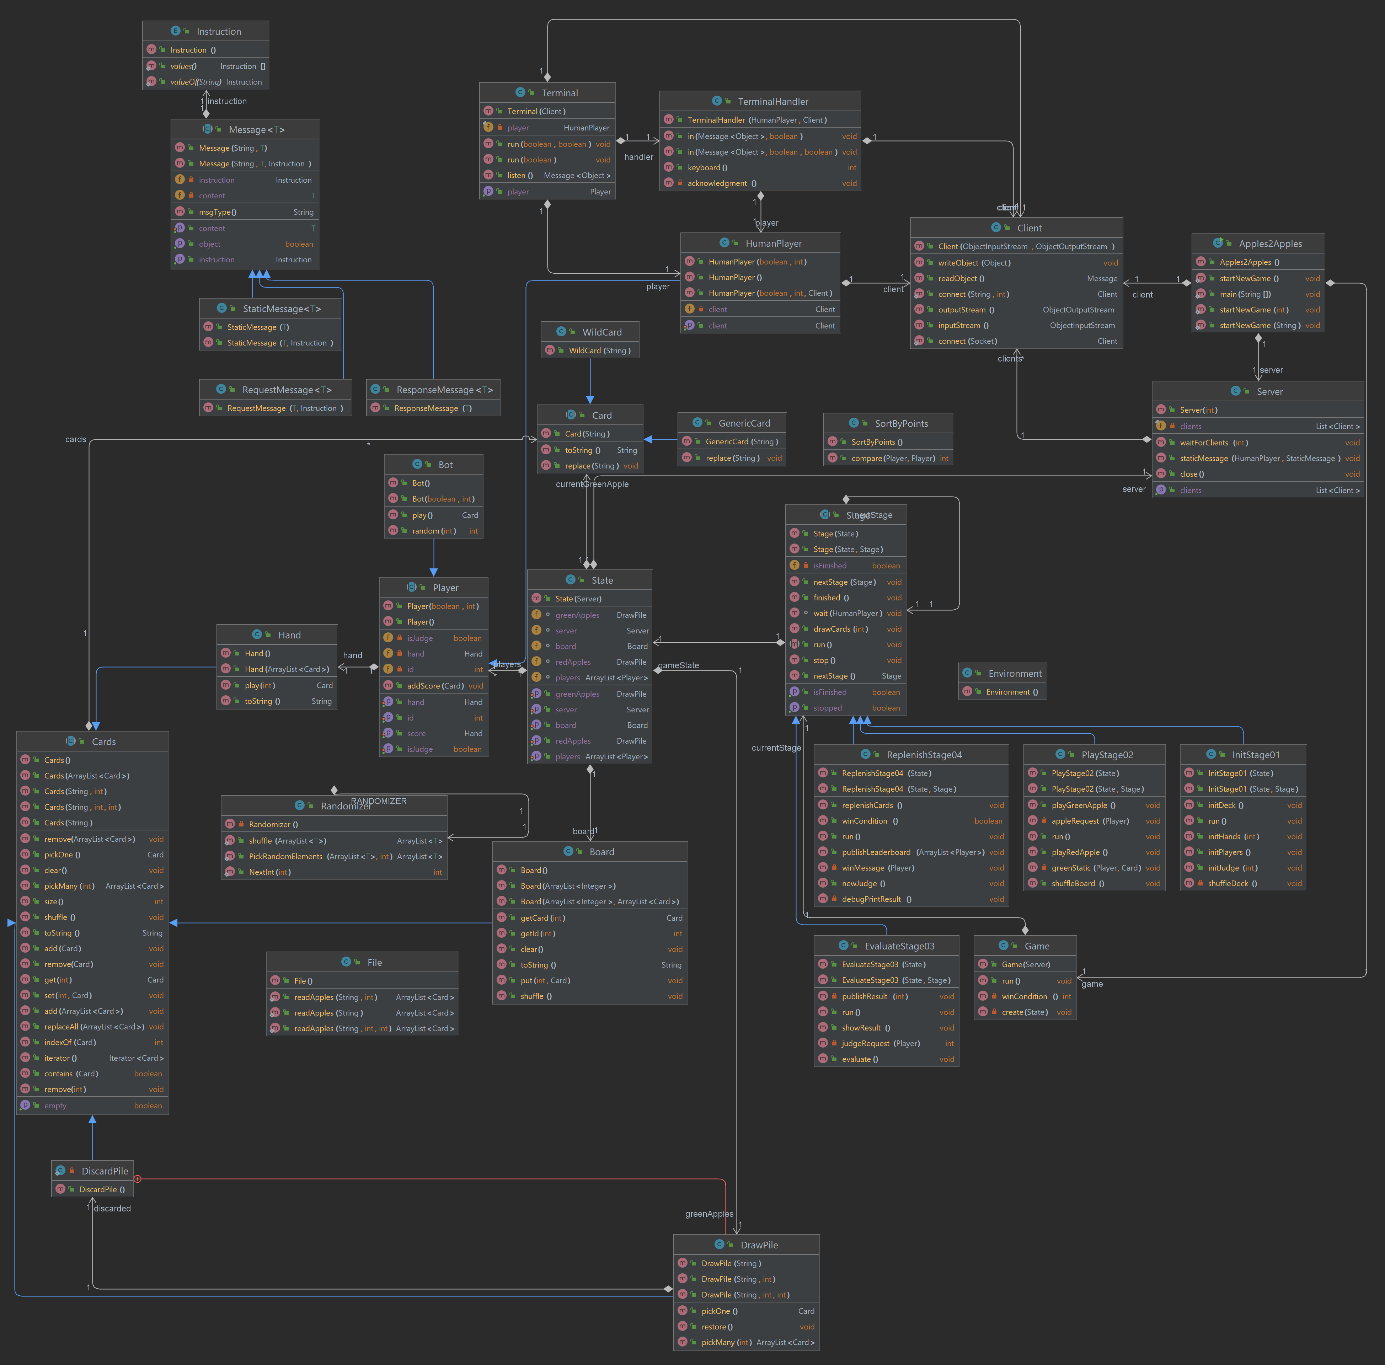 Instruction
Instruction ()
values() Instruction []
valueOf(String) Instruction
1
1 instruction
Message<T>
Message (String, T)
Message (String, T, Instruction)
instruction Instruction
content T
msgType() String
content T
object boolean
instruction Instruction
StaticMessage<T>
StaticMessage (T)
StaticMessage (T, Instruction)
RequestMessage<T>
RequestMessage (T, Instruction)
ResponseMessage<T>
ResponseMessage (T)
Terminal
Terminal (Client)
player HumanPlayer
run (boolean, boolean) void
run (boolean) void
listen () Message<Object>
player Player
handler
TerminalHandler
TerminalHandler (HumanPlayer, Client)
in (Message<Object>, boolean) void
in (Message<Object>, boolean, boolean) void
keyboard () int
acknowledgment () void
player
HumanPlayer
HumanPlayer (boolean, int)
HumanPlayer ()
HumanPlayer (boolean, int, Client)
client Client
client Client
player
client
client
Client
Client (ObjectInputStream, ObjectOutputStream)
writeObject (Object) void
readObject () Message
connect (String, int) Client
outputStream () ObjectOutputStream
inputStream () ObjectInputStream
connect (Socket) Client
clients
client
Apples2Apples
Apples2Apples ()
startNewGame () void
main (String []) void
startNewGame (int) void
startNewGame (String) void
server
Server
Server (int)
clients List<Client>
waitForClients (int) void
staticMessage (HumanPlayer, StaticMessage) void
close () void
clients List<Client>
server
WildCard
WildCard (String)
Card
Card (String)
toString () String
replace (String) void
currentGreenApple
GenericCard
GenericCard (String)
replace (String) void
SortByPoints
SortByPoints ()
compare (Player, Player) int
cards
Bot
Bot()
Bot (boolean, int)
play () Card
random (int) int
Player
Player (boolean, int)
Player ()
isJudge boolean
hand Hand
id int
addScore (Card) void
hand Hand
id int
score Hand
isJudge boolean
hand
players
Hand
Hand ()
Hand (ArrayList<Card>)
play (int) Card
toString () String
State
State (Server)
greenApples DrawPile
server Server
board Board
redApples DrawPile
players ArrayList<Player>
greenApples DrawPile
server Server
board Board
redApples DrawPile
players ArrayList<Player>
gameState
Stage
nextStage
Stage (State)
Stage (State, Stage)
isFinished boolean
nextStage (Stage) void
finished () void
wait (HumanPlayer) void
drawCards (int) void
run () void
stop () void
nextStage () Stage
isFinished boolean
stopped boolean
currentStage
Environment
Environment ()
ReplenishStage04
ReplenishStage04 (State)
ReplenishStage04 (State, Stage)
replenishCards () void
winCondition () boolean
run () void
publishLeaderboard (ArrayList<Player>) void
winMessage (Player) void
newJudge () void
debugPrintResult () void
PlayStage02
PlayStage02 (State)
PlayStage02 (State, Stage)
playGreenApple () void
appleRequest (Player) void
run () void
playRedApple () void
greenStatic (Player, Card) void
shuffleBoard () void
InitStage01
InitStage01 (State)
InitStage01 (State, Stage)
initDeck () void
run () void
initHands (int) void
initPlayers () void
initJudge (int) void
shuffleDeck () void
Cards
Cards ()
Cards (ArrayList<Card>)
Cards (String, int)
Cards (String, int, int)
Cards (String)
remove (ArrayList<Card>) void
pickOne () Card
clear () void
pickMany (int) ArrayList<Card>
size () int
shuffle () void
toString () String
add (Card) void
remove (Card) void
get (int) Card
set (int, Card) void
add (ArrayList<Card>) void
replaceAll (ArrayList<Card>) void
indexOf (Card) int
iterator () Iterator<Card>
contains (Card) boolean
remove (int) void
empty boolean
Randomizer
RANDOMIZER
Randomizer ()
shuffle (ArrayList<T>) ArrayList<T>
PickRandomElements (ArrayList<T>, int) ArrayList<T>
NextInt (int) int
board
Board
Board ()
Board (ArrayList<Integer>)
Board (ArrayList<Integer>, ArrayList<Card>)
getCard (int) Card
getId (int) int
clear () void
toString () String
put (int, Card) void
shuffle () void
File
File ()
readApples (String, int) ArrayList<Card>
readApples (String) ArrayList<Card>
readApples (String, int, int) ArrayList<Card>
EvaluateStage03
EvaluateStage03 (State)
EvaluateStage03 (State, Stage)
publishResult (int) void
run () void
showResult () void
judgeRequest (Player) int
evaluate () void
Game
Game (Server)
run () void
winCondition () int
create (State) void
game
DiscardPile
DiscardPile ()
discarded
greenApples
DrawPile
DrawPile (String)
DrawPile (String, int)
DrawPile (String, int, int)
pickOne () Card
restore () void
pickMany (int) ArrayList<Card>